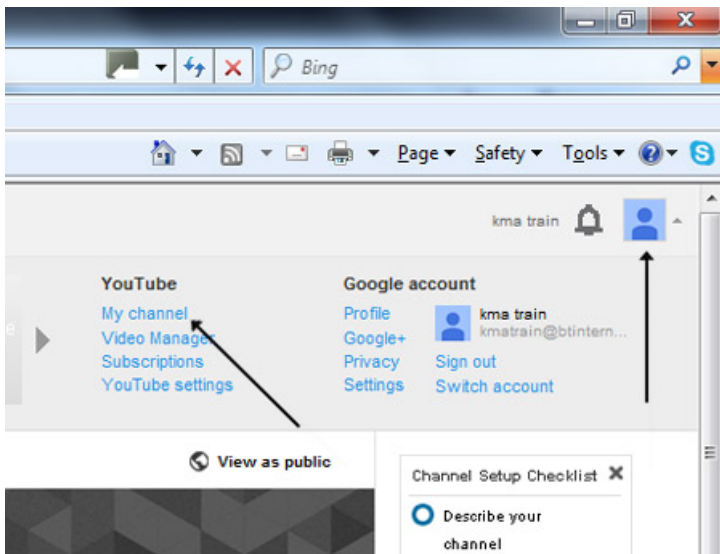 Bing
Page Safety Tools
kma train
YouTube
My channel
Video Manager
Subscriptions
YouTube settings
Google account
Profile
Google+
Privacy
Settings
kma train
kmatrain@btintern...
Sign out
Switch account
View as public
Channel Setup Checklist
Describe your
channel